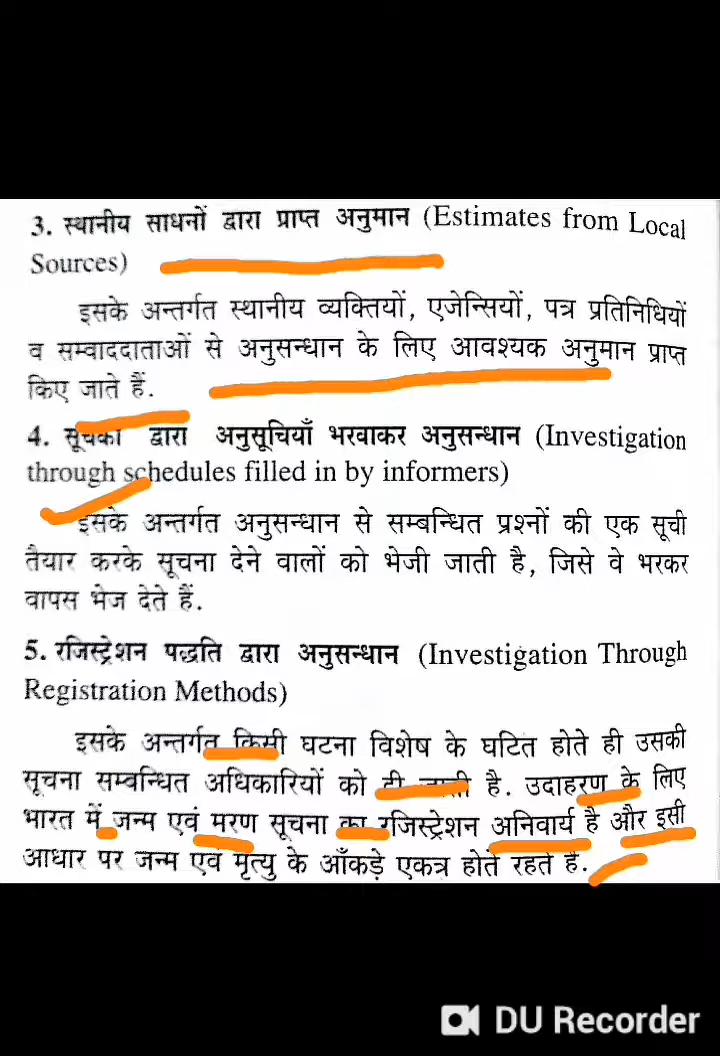 3. स्थानीय साधनों द्वारा प्राप्त अनुमान (Estimates from Local
Sources)
इसके अन्तर्गत स्थानीय व्यक्तियों, एजेन्सियों, पत्र प्रतिनिधियों
व सम्वाददाताओं से अनुसन्धान के लिए आवश्यक अनुमान प्राप्त
किए जाते हैं.
4. सूचकों द्वारा अनुसूचियाँ भरवाकर अनुसन्धान (Investigation
through schedules filled in by informers)
इसके अन्तर्गत अनुसन्धान से सम्बन्धित प्रश्नों की एक सूची
तैयार करके सूचना देने वालों को भेजी जाती है, जिसे वे भरकर
वापस भेज देते हैं.
5. रजिस्ट्रेशन पद्धति द्वारा अनुसन्धान (Investigation Through
Registration Methods)
इसके अन्तर्गत किसी घटना विशेष के घटित होते ही उसकी
सूचना सम्बन्धित अधिकारियों को दी जाती है. उदाहरण के लिए
भारत में जन्म एवं मरण सूचना का रजिस्ट्रेशन अनिवार्य है और इसी
आधार पर जन्म एवं मृत्यु के आँकड़े एकत्र होते रहते हैं.
DU Recorder